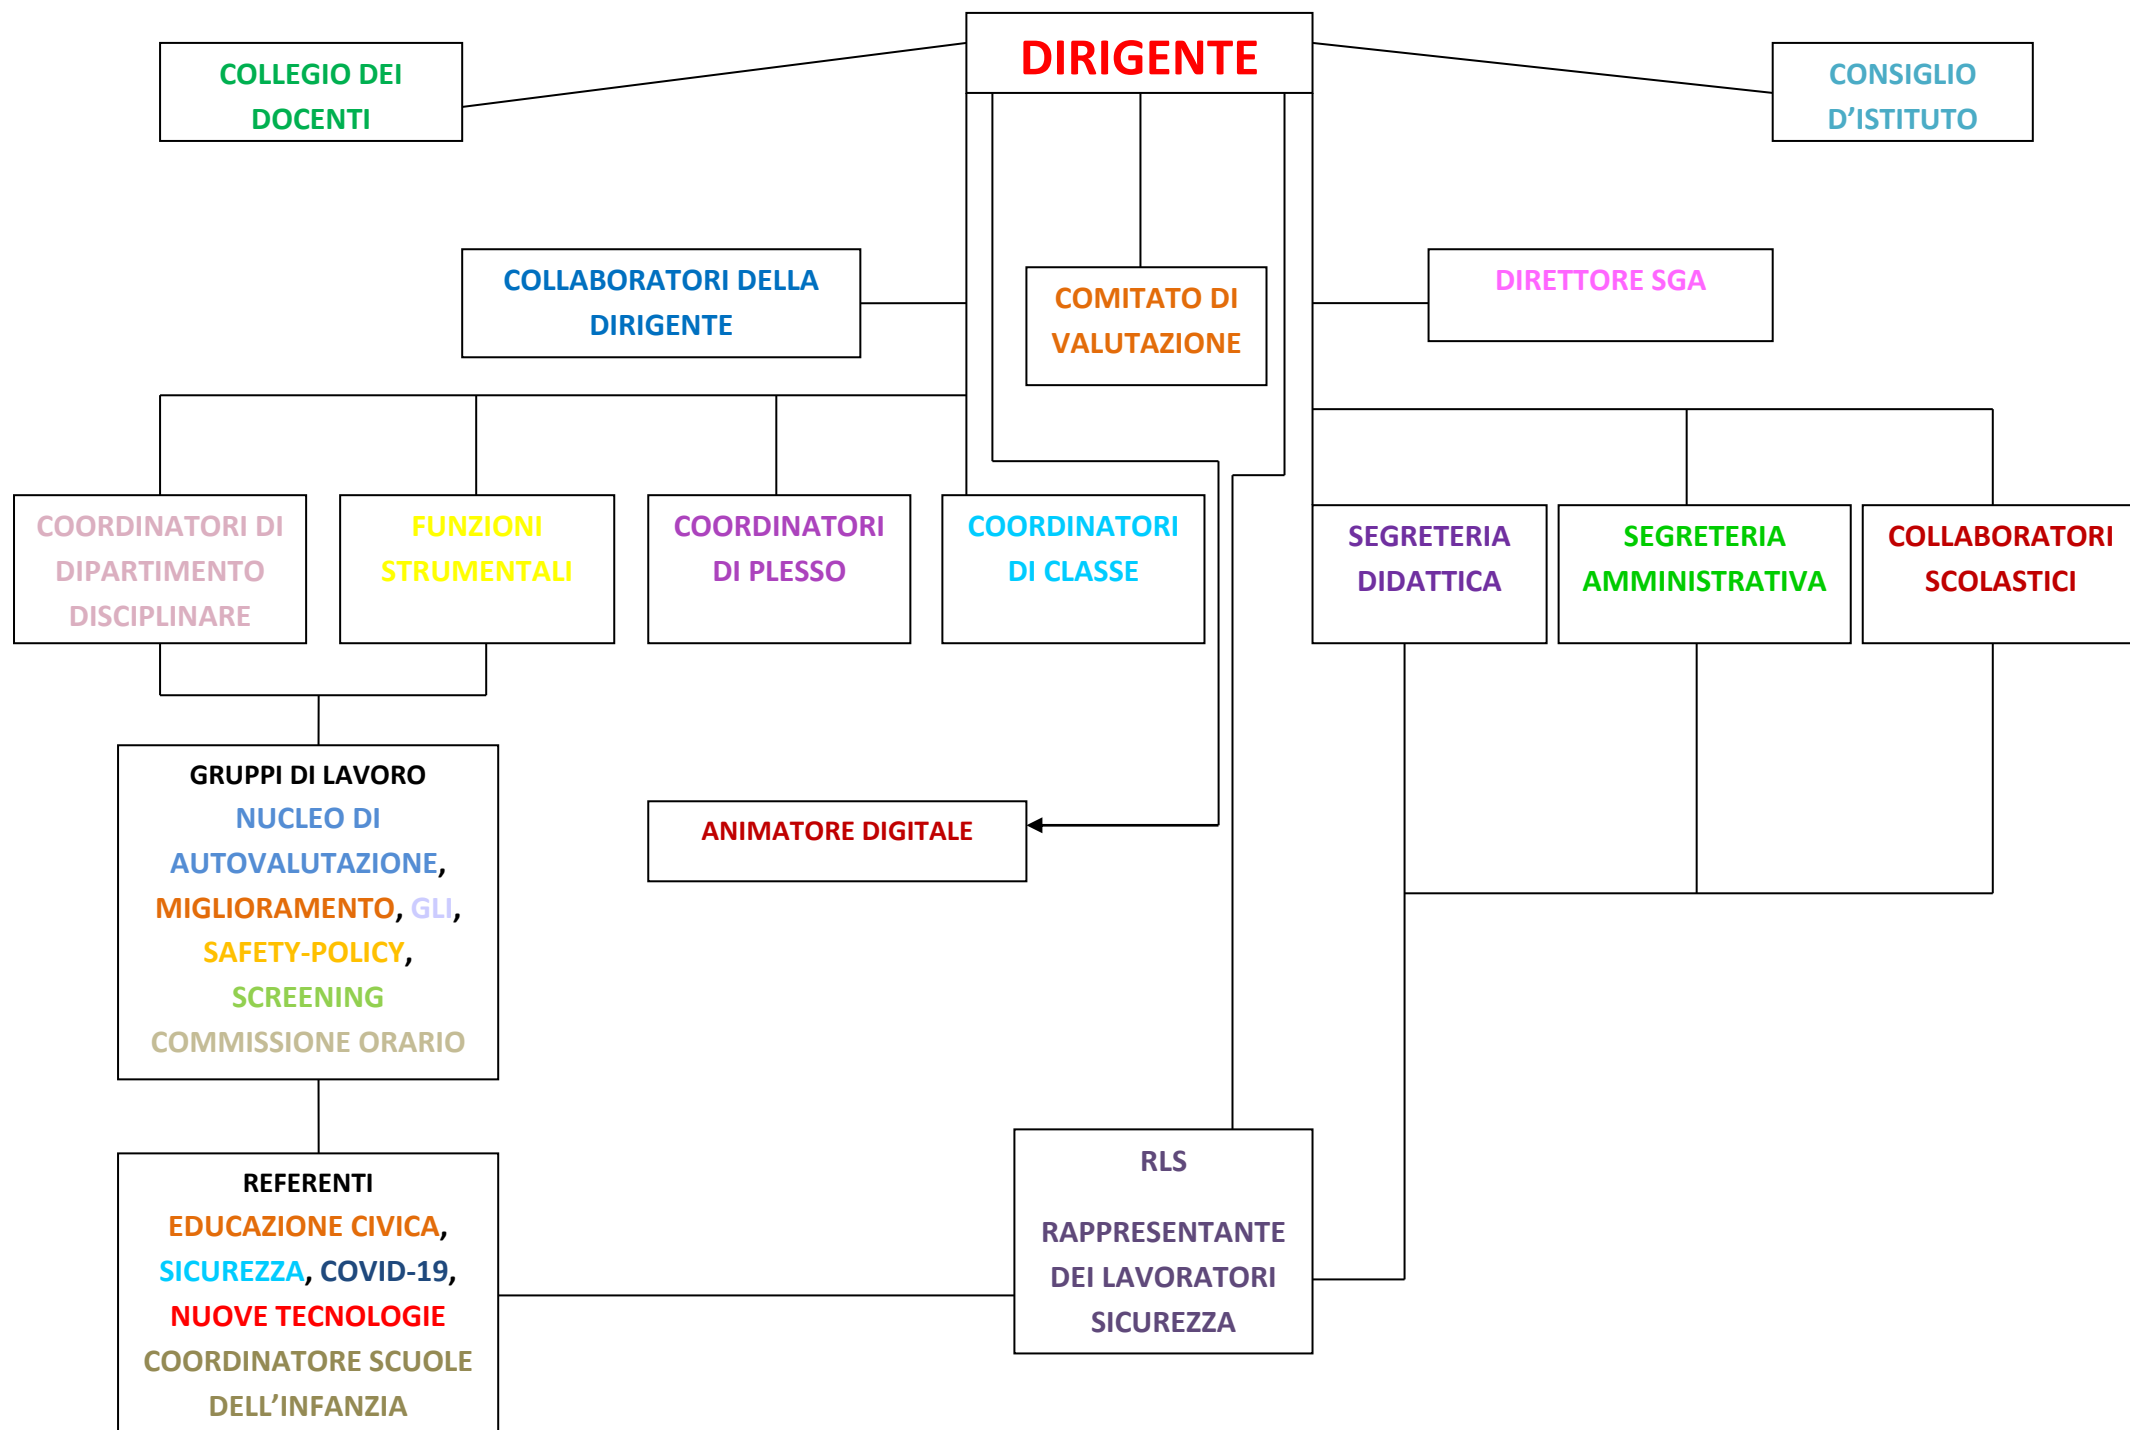 DIRIGENTE
COLLEGIO DEI
DOCENTI
CONSIGLIO
D’ISTITUTO
COLLABORATORI DELLA
DIRIGENTE
COMITATO DI
VALUTAZIONE
DIRETTORE SGA
COORDINATORI DI
DIPARTIMENTO
DISCIPLINARE
FUNZIONI
STRUMENTALI
COORDINATORI
DI PLESSO
COORDINATORI
DI CLASSE
SEGRETERIA
DIDATTICA
SEGRETERIA
AMMINISTRATIVA
COLLABORATORI
SCOLASTICI
GRUPPI DI LAVORO
NUCLEO DI
AUTOVALUTAZIONE,
MIGLIORAMENTO, GLI,
SAFETY-POLICY,
SCREENING
COMMISSIONE ORARIO
ANIMATORE DIGITALE
REFERENTI
EDUCAZIONE CIVICA,
SICUREZZA, COVID-19,
NUOVE TECNOLOGIE
COORDINATORE SCUOLE
DELL’INFANZIA
RLS
RAPPRESENTANTE
DEI LAVORATORI
SICUREZZA